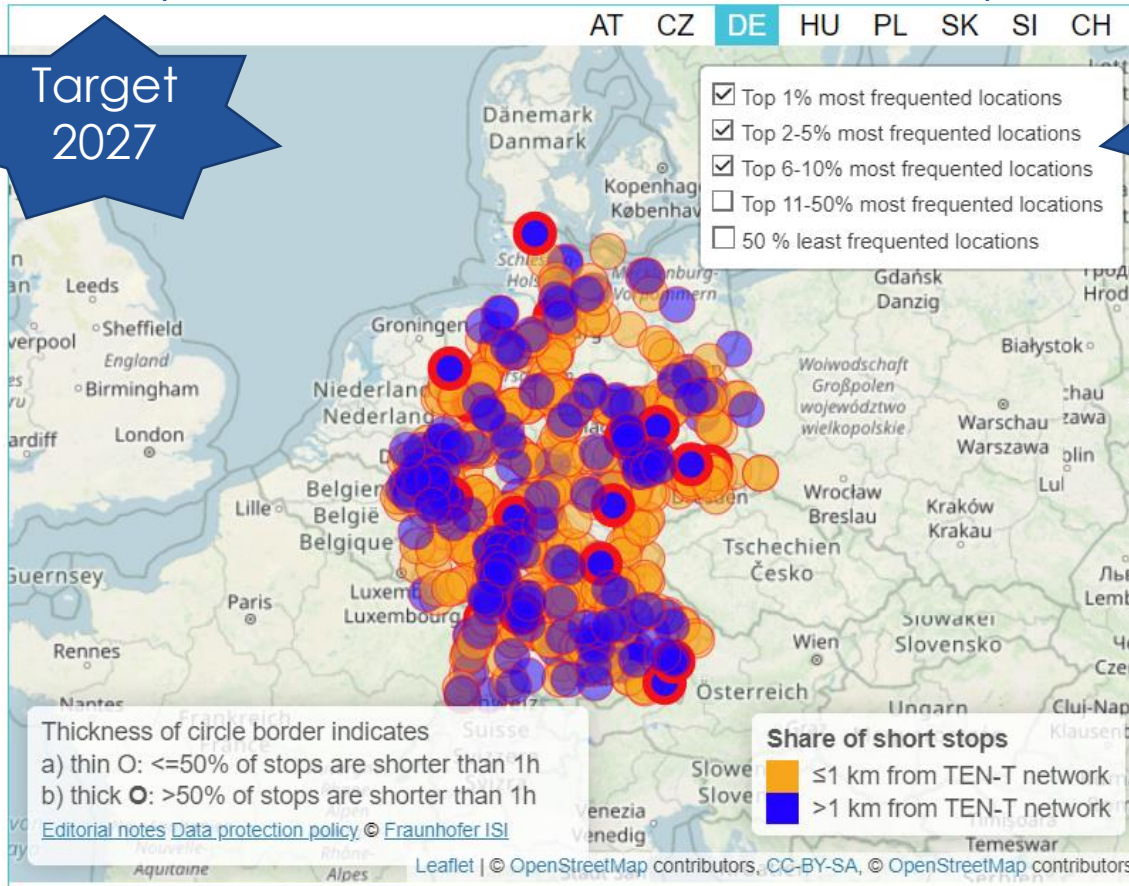 AT CZ DE HU PL SK SI CH
Target
2027
☑ Top 1% most frequented locations
☑ Top 2-5% most frequented locations
☑ Top 6-10% most frequented locations
☐ Top 11-50% most frequented locations
☐ 50 % least frequented locations
Dänemark
Danmark
Gdańsk
Danzig
Leeds
Groningen
Sheffield
Białystok
England
Birmingham
Województwo
Großpolen
województwo
wielkopolskie
Warschau
Warszawa
London
Belgien
België
Belgique
Lille
Wrocław
Breslau
Kraków
Krakau
Tschechien
Česko
Guernsey
Paris
Luxembourg
Slowakei
Slovensko
Wien
Rennes
Österreich
Nantes
Ungarn
Thickness of circle border indicates
a) thin O: <=50% of stops are shorter than 1h
b) thick O: >50% of stops are shorter than 1h
Editorial notes Data protection policy © Fraunhofer ISI
Share of short stops
≤1 km from TEN-T network
>1 km from TEN-T network
Venezia
Venedig
Temeswar
Aquitaine
Alpes
Leaflet | © OpenStreetMap contributors, CC-BY-SA, © OpenStreetMap contributors